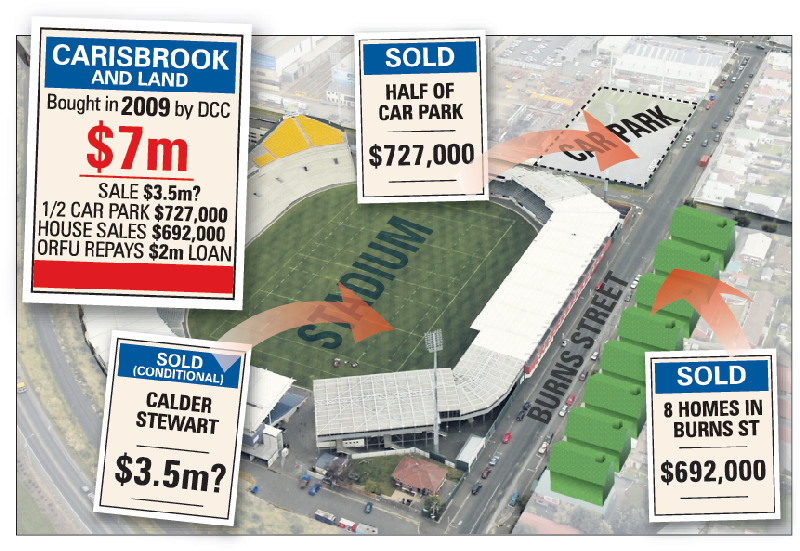 CARISBROOK
AND LAND
Bought in 2009 by DCC
$7m
SALE $3.5m?
1/2 CAR PARK $727,000
HOUSE SALES $692,000
ORFU REPAYS $2m LOAN
SOLD
HALF OF
CAR PARK
$727,000
CAR PARK
STADIUM
BURNS STREET
SOLD
(CONDITIONAL)
CALDER
STEWART
$3.5m?
SOLD
8 HOMES IN
BURNS ST
$692,000